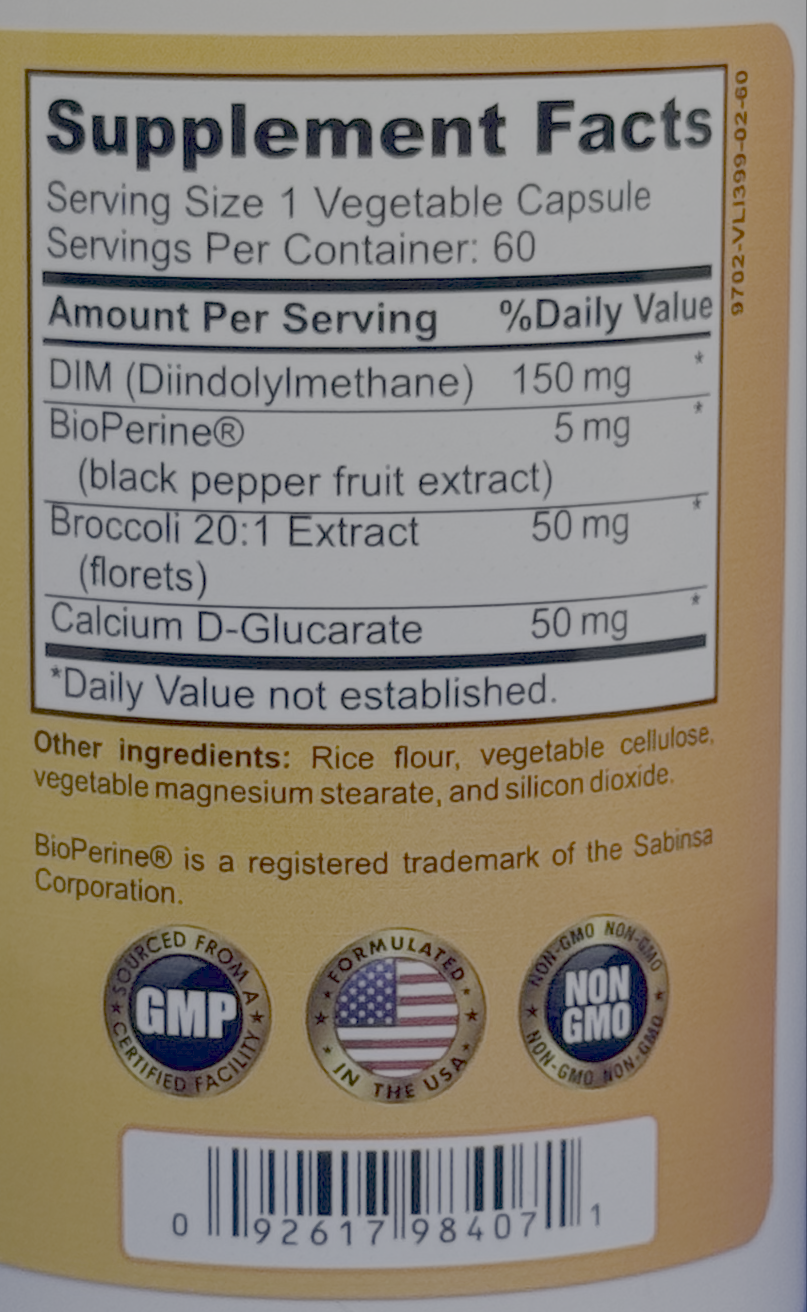 Supplement Facts
Serving Size 1 Vegetable Capsule
Servings Per Container: 60
Amount Per Serving %Daily Value
DIM (Diindolylmethane) 150 mg *
BioPerine® 5 mg *
(black pepper fruit extract)
Broccoli 20:1 Extract 50 mg *
(florets)
Calcium D-Glucarate 50 mg *
*Daily Value not established.
9702-VLI399-02-60
Other ingredients: Rice flour, vegetable cellulose,
vegetable magnesium stearate, and silicon dioxide.
BioPerine® is a registered trademark of the Sabinsa
Corporation.
SOURCED FROM A
GMP
CERTIFIED FACILITY
FORMULATED
IN THE USA
NON-GMO NON-GMO
NON
GMO
NON-GMO NON-GMO
0 92617 98407 1